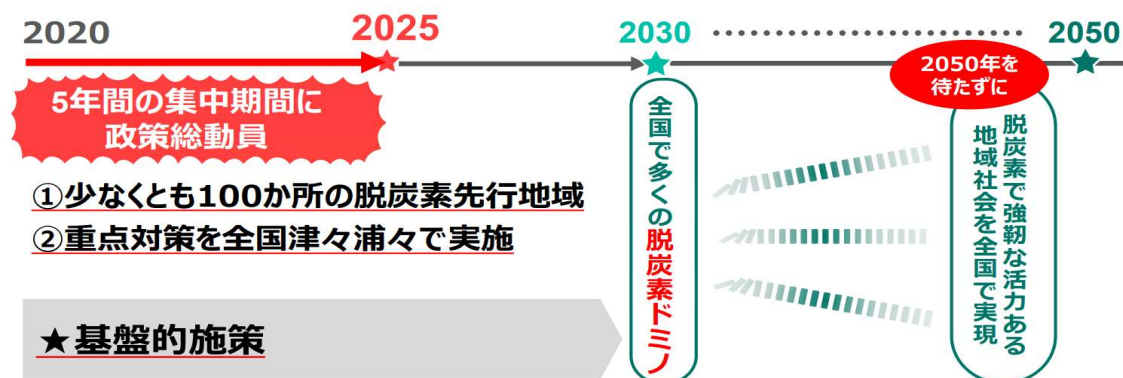 2020
2025
2030
2050
5年間の集中期間に
政策総動員
①少なくとも100か所の脱炭素先行地域
②重点対策を全国津々浦々で実施
★基盤的施策
全国で多くの脱炭素ドミノ
2050年を
待たずに
脱炭素で強靭な活力ある
地域社会を全国で実現